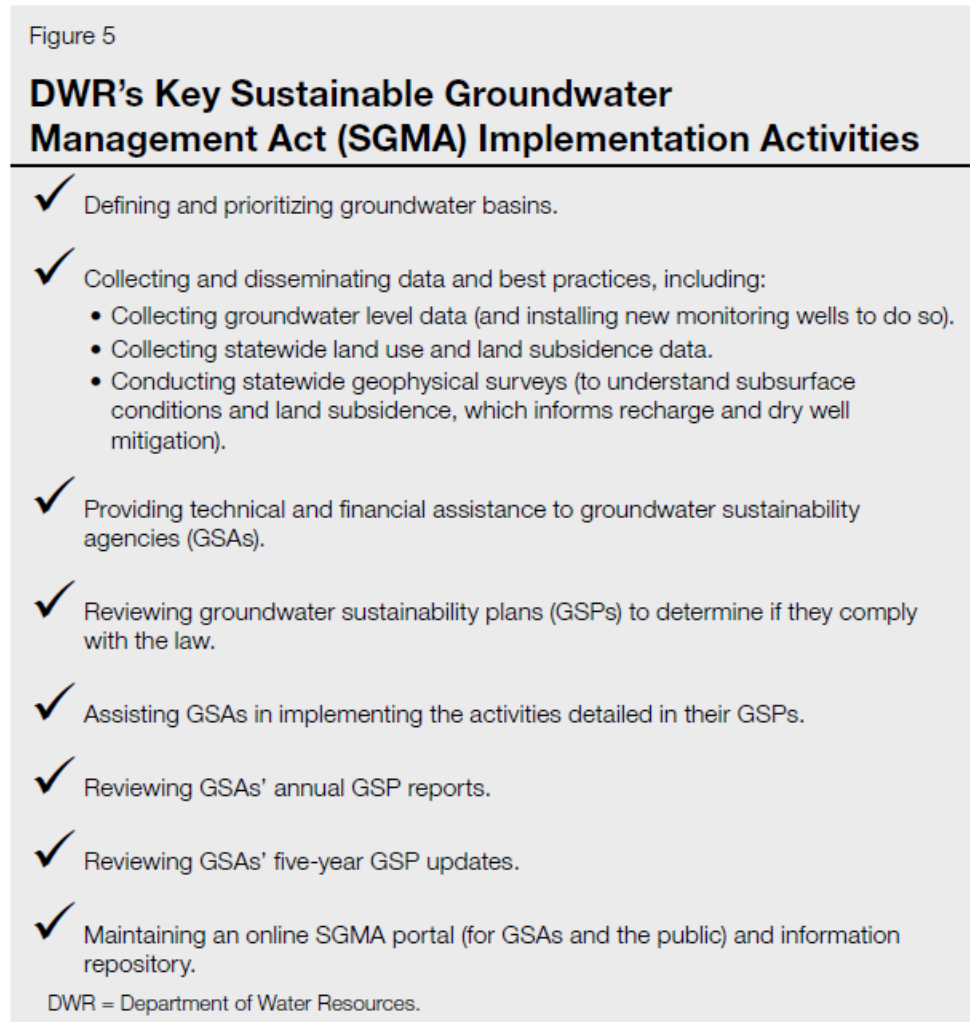 Figure 5
DWR’s Key Sustainable Groundwater
Management Act (SGMA) Implementation Activities
✓ Defining and prioritizing groundwater basins.
✓ Collecting and disseminating data and best practices, including:
• Collecting groundwater level data (and installing new monitoring wells to do so).
• Collecting statewide land use and land subsidence data.
• Conducting statewide geophysical surveys (to understand subsurface
conditions and land subsidence, which informs recharge and dry well
mitigation).
✓ Providing technical and financial assistance to groundwater sustainability
agencies (GSAs).
✓ Reviewing groundwater sustainability plans (GSPs) to determine if they comply
with the law.
✓ Assisting GSAs in implementing the activities detailed in their GSPs.
✓ Reviewing GSAs’ annual GSP reports.
✓ Reviewing GSAs’ five-year GSP updates.
✓ Maintaining an online SGMA portal (for GSAs and the public) and information
repository.
DWR = Department of Water Resources.